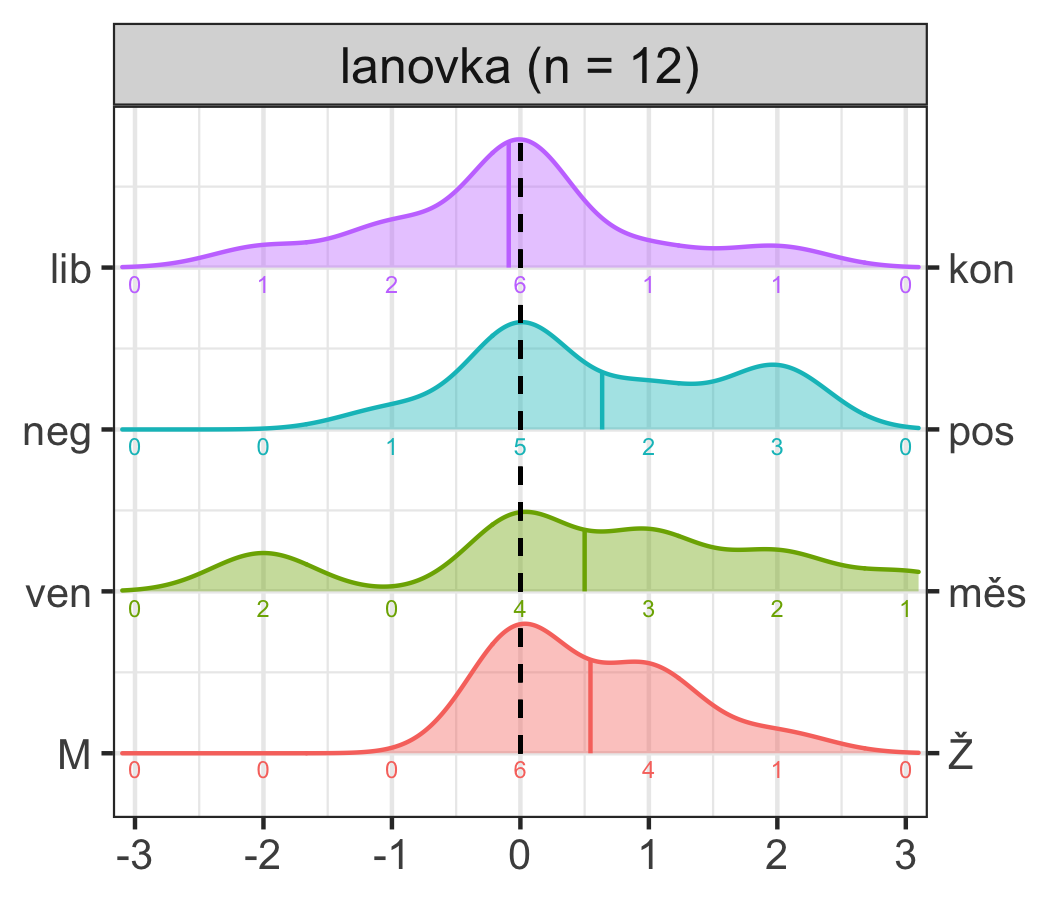 lanovka (n = 12)
lib kon
0 1 2 6 1 1 0
neg pos
0 0 1 5 2 3 0
ven měs
0 2 0 4 3 2 1
M Ž
0 0 0 6 4 1 0
-3 -2 -1 0 1 2 3